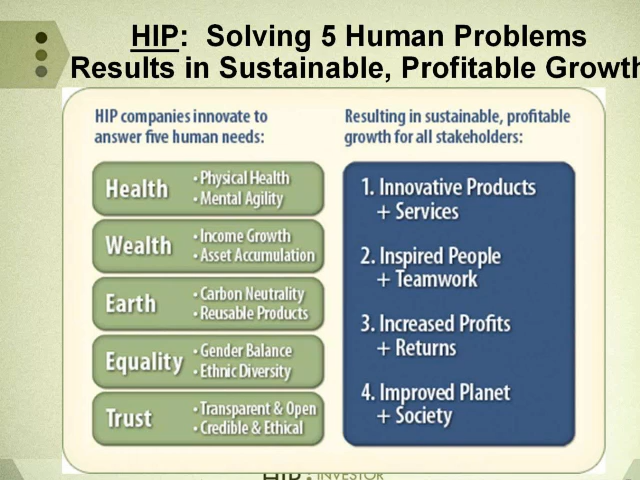 HIP: Solving 5 Human Problems
Results in Sustainable, Profitable Growth
HIP companies innovate to
answer five human needs:
Health
• Physical Health
• Mental Agility
Wealth
• Income Growth
• Asset Accumulation
Earth
• Carbon Neutrality
• Reusable Products
Equality
• Gender Balance
• Ethnic Diversity
Trust
• Transparent & Open
• Credible & Ethical
Resulting in sustainable, profitable
growth for all stakeholders:
1. Innovative Products
+ Services
2. Inspired People
+ Teamwork
3. Increased Profits
+ Returns
4. Improved Planet
+ Society
HIP: INVESTOR